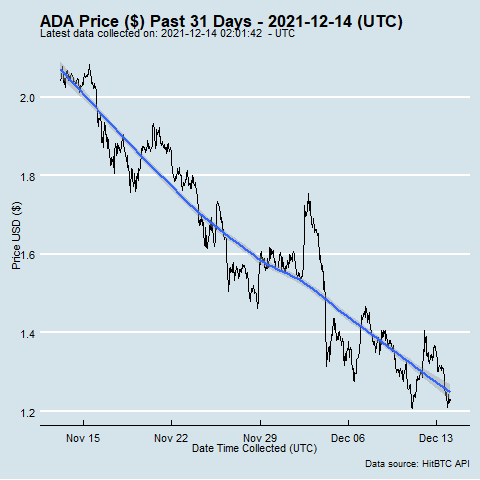 ADA Price ($) Past 31 Days - 2021-12-14 (UTC)
Latest data collected on: 2021-12-14 02:01:42 - UTC
Price USD ($)
2.0
1.8
1.6
1.4
1.2
Nov 15 Nov 22 Nov 29 Dec 06 Dec 13
Date Time Collected (UTC)
Data source: HitBTC API